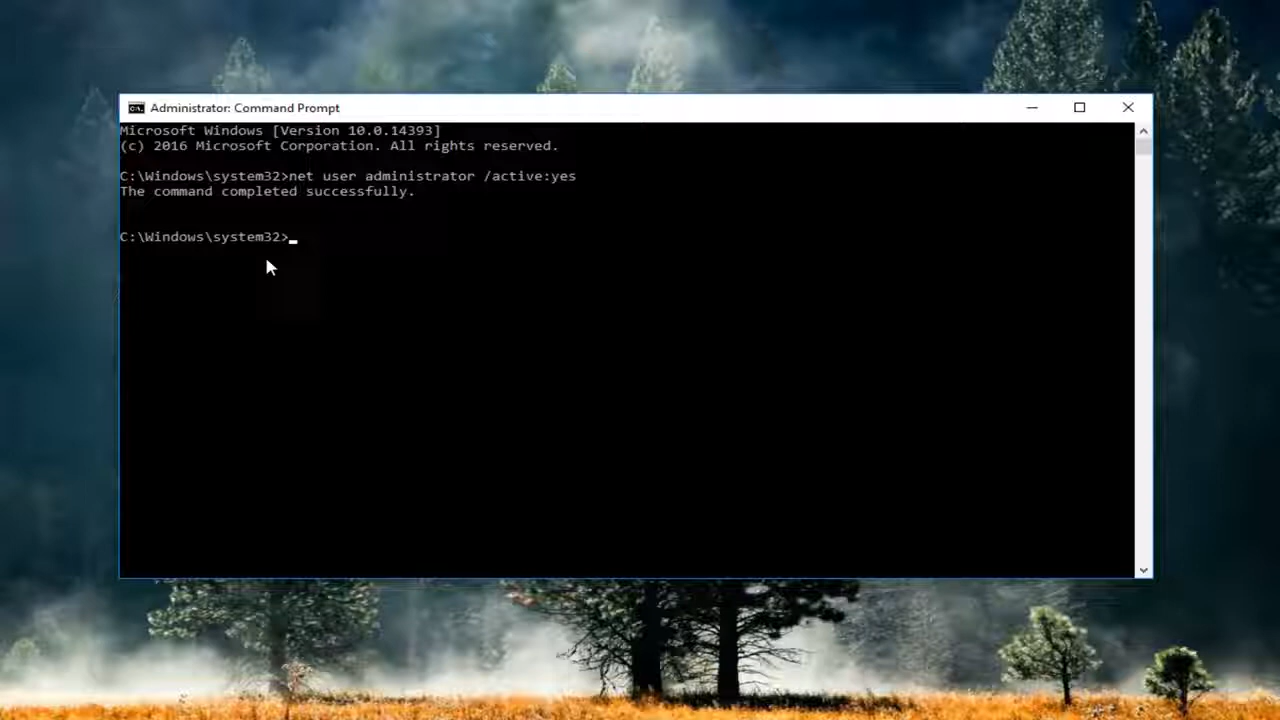 Administrator: Command Prompt
Microsoft Windows [Version 10.0.14393]
(c) 2016 Microsoft Corporation. All rights reserved.
C:\Windows\system32>net user administrator /active:yes
The command completed successfully.
C:\Windows\system32>